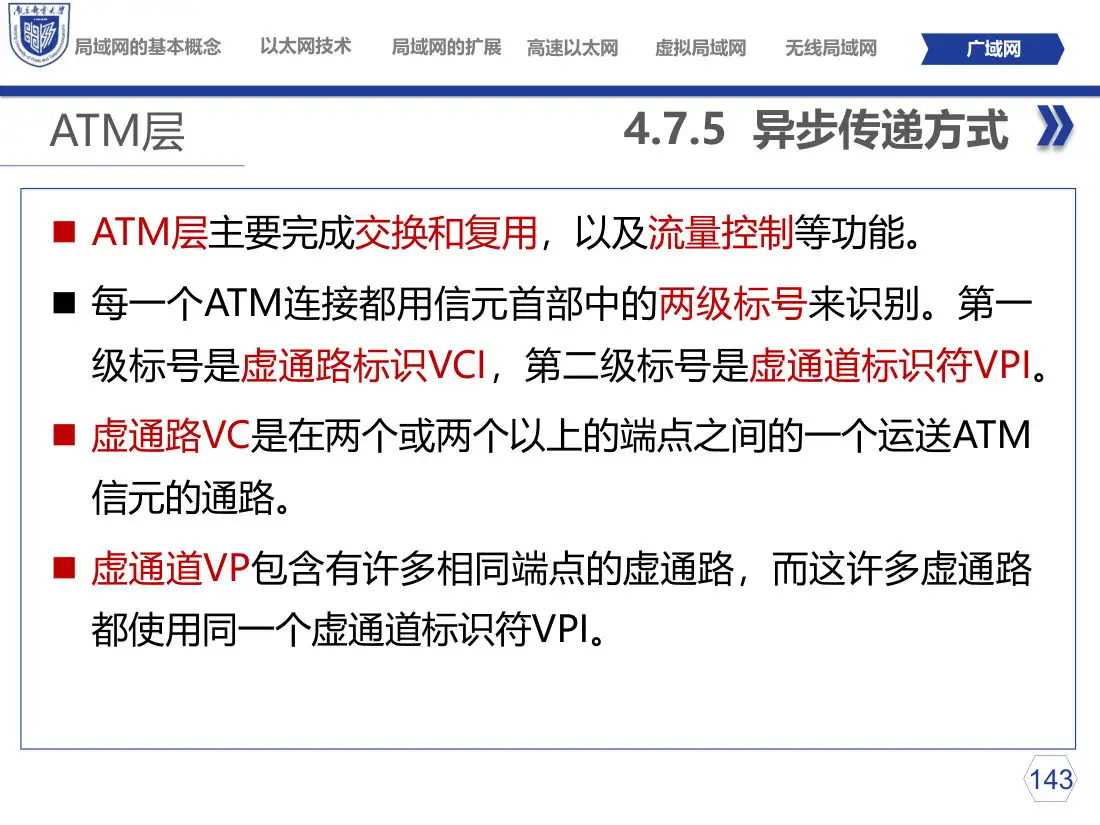 南京邮电大学
局域网的基本概念 以太网技术 局域网的扩展 高速以太网 虚拟局域网 无线局域网 广域网
ATM层
4.7.5 异步传递方式
ATM层主要完成交换和复用，以及流量控制等功能。
每一个ATM连接都用信元首部中的两级标号来识别。第一
级标号是虚通路标识VCI，第二级标号是虚通道标识符VPI。
虚通路VC是在两个或两个以上的端点之间的一个运送ATM
信元的通路。
虚通道VP包含有许多相同端点的虚通路，而这许多虚通路
都使用同一个虚通道标识符VPI。
143